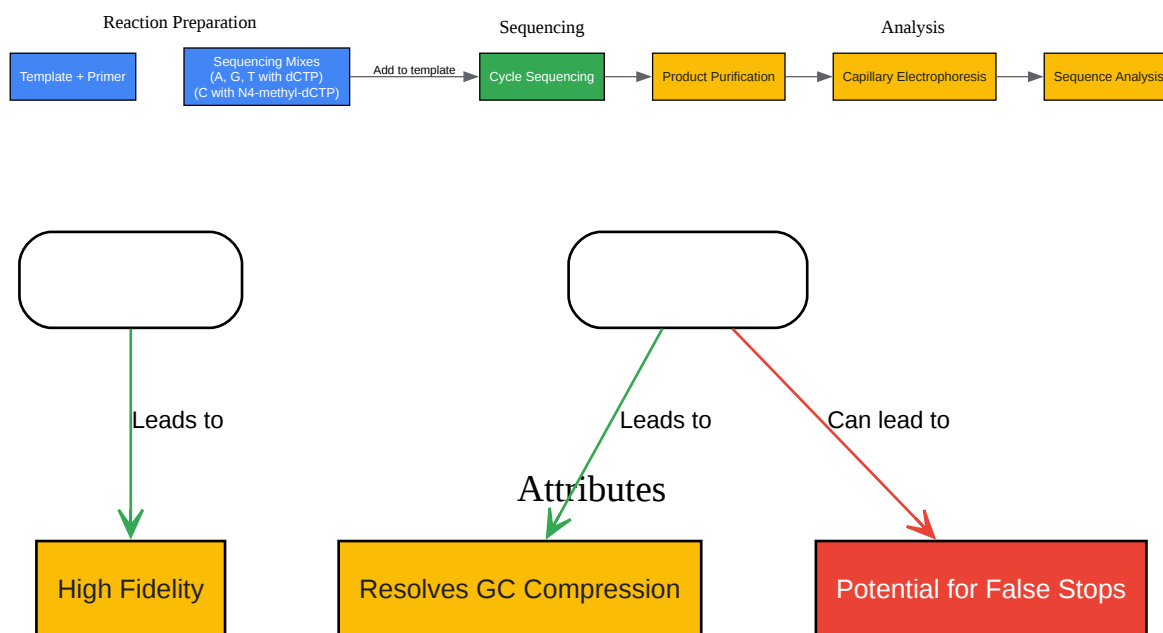 Reaction Preparation
Sequencing
Analysis
Template + Primer
Sequencing Mixes
(A, G, T with dCTP)
(C with N4-methyl-dCTP)
Add to template
Cycle Sequencing
Product Purification
Capillary Electrophoresis
Sequence Analysis
Leads to
Leads to
Can lead to
Attributes
High Fidelity
Resolves GC Compression
Potential for False Stops